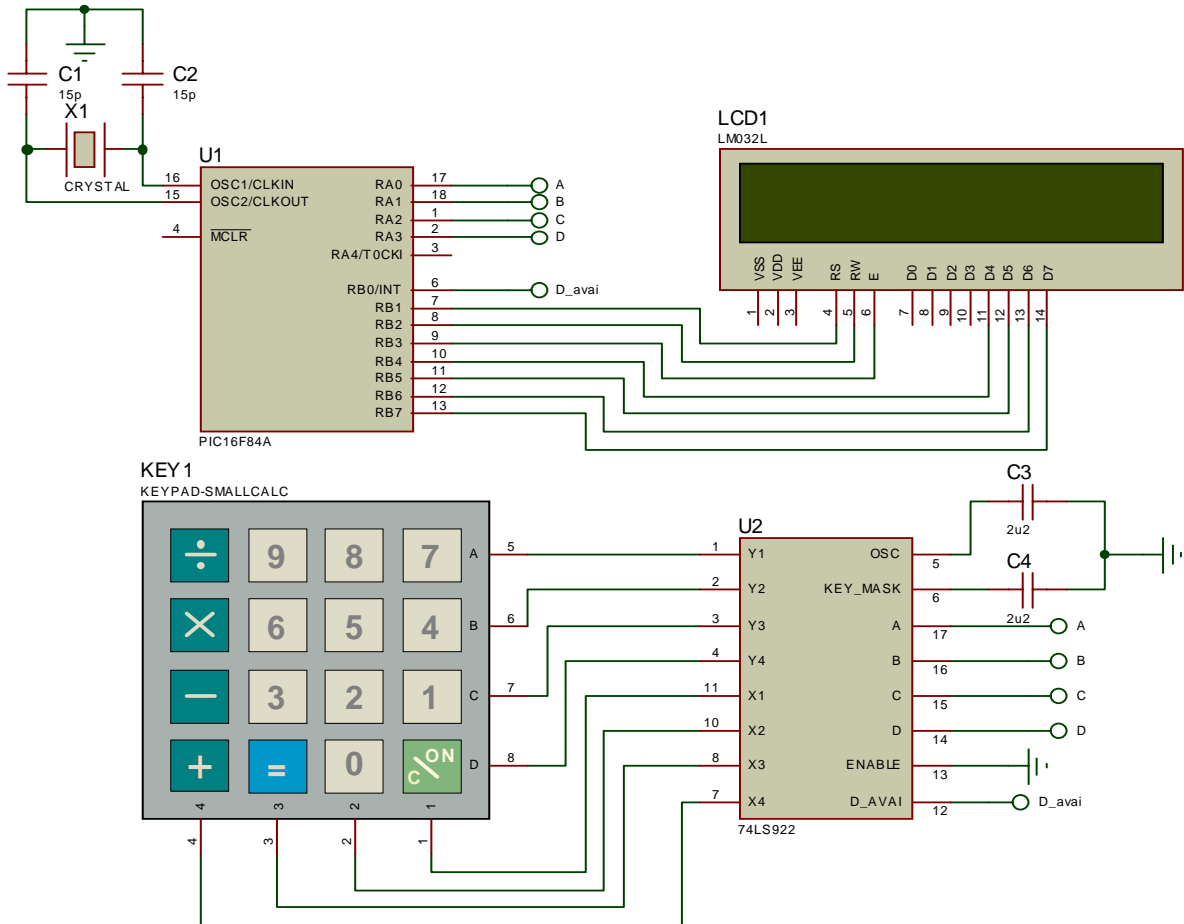 C1
15p
C2
15p
X1
CRYSTAL
U1
16 OSC1/CLKIN
15 OSC2/CLKOUT
4 MCLR
RA0 17 A
RA1 18 B
RA2 1 C
RA3 2 D
RA4/T0CKI 3
RB0/INT 6 D_avai
RB1 7
RB2 8
RB3 9
RB4 10
RB5 11
RB6 12
RB7 13
PIC16F84A
LCD1
LM032L
VSS VDD VEE RS RW E D0 D1 D2 D3 D4 D5 D6 D7
1 2 3 4 5 6 7 8 9 10 11 12 13 14
KEY1
KEYPAD-SMALLCALC
÷ 9 8 7 A 5
× 6 5 4 B 6
− 3 2 1 C 7
+ = 0 ON/C D 8
4 3 2 1
4 3 2 1
U2
1 Y1
2 Y2
3 Y3
4 Y4
11 X1
10 X2
8 X3
7 X4
OSC 5
KEY_MASK 6
A 17 A
B 16 B
C 15 C
D 14 D
ENABLE 13
D_AVAI 12 D_avai
74LS922
C3
2u2
C4
2u2